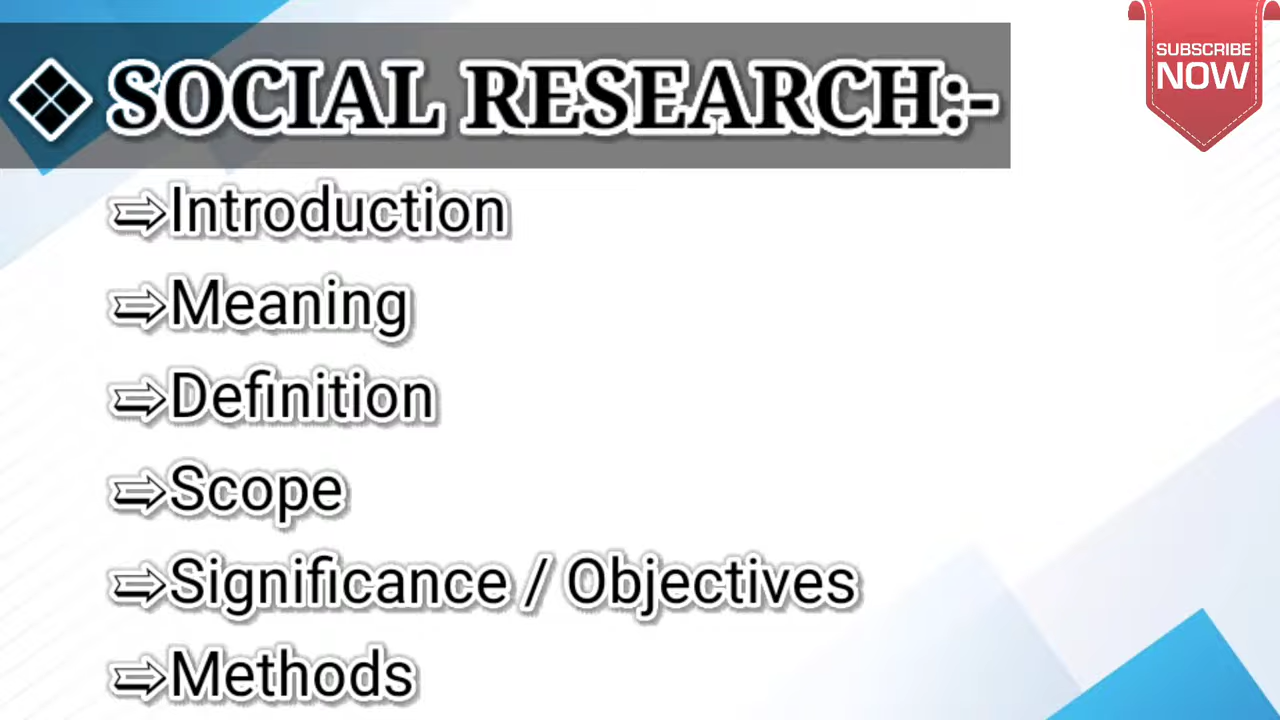 ❖ SOCIAL RESEARCH:-
SUBSCRIBE
NOW
⇨Introduction
⇨Meaning
⇨Definition
⇨Scope
⇨Significance / Objectives
⇨Methods